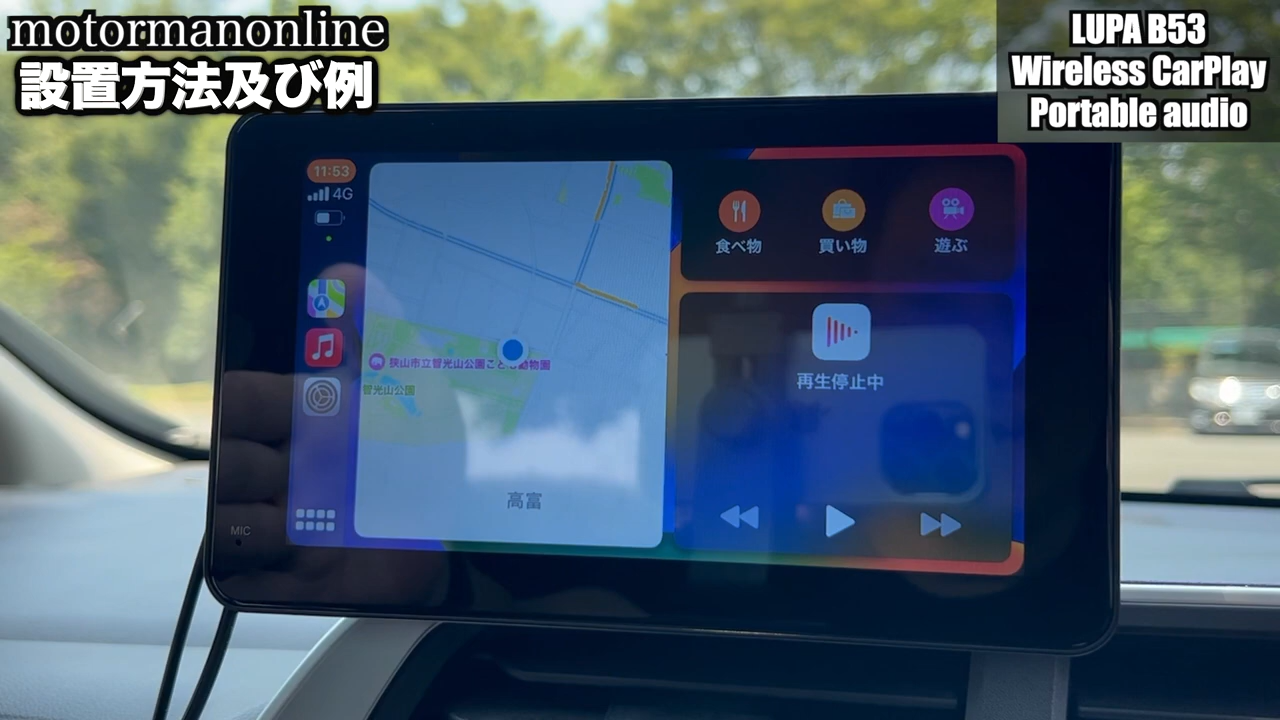 motormanonline
設置方法及び例
LUPA B53
Wireless CarPlay
Portable audio
11:53
4G
食べ物
買い物
遊ぶ
狭山市立智光山公園こども動物園
智光山公園
再生停止中
高富
MIC